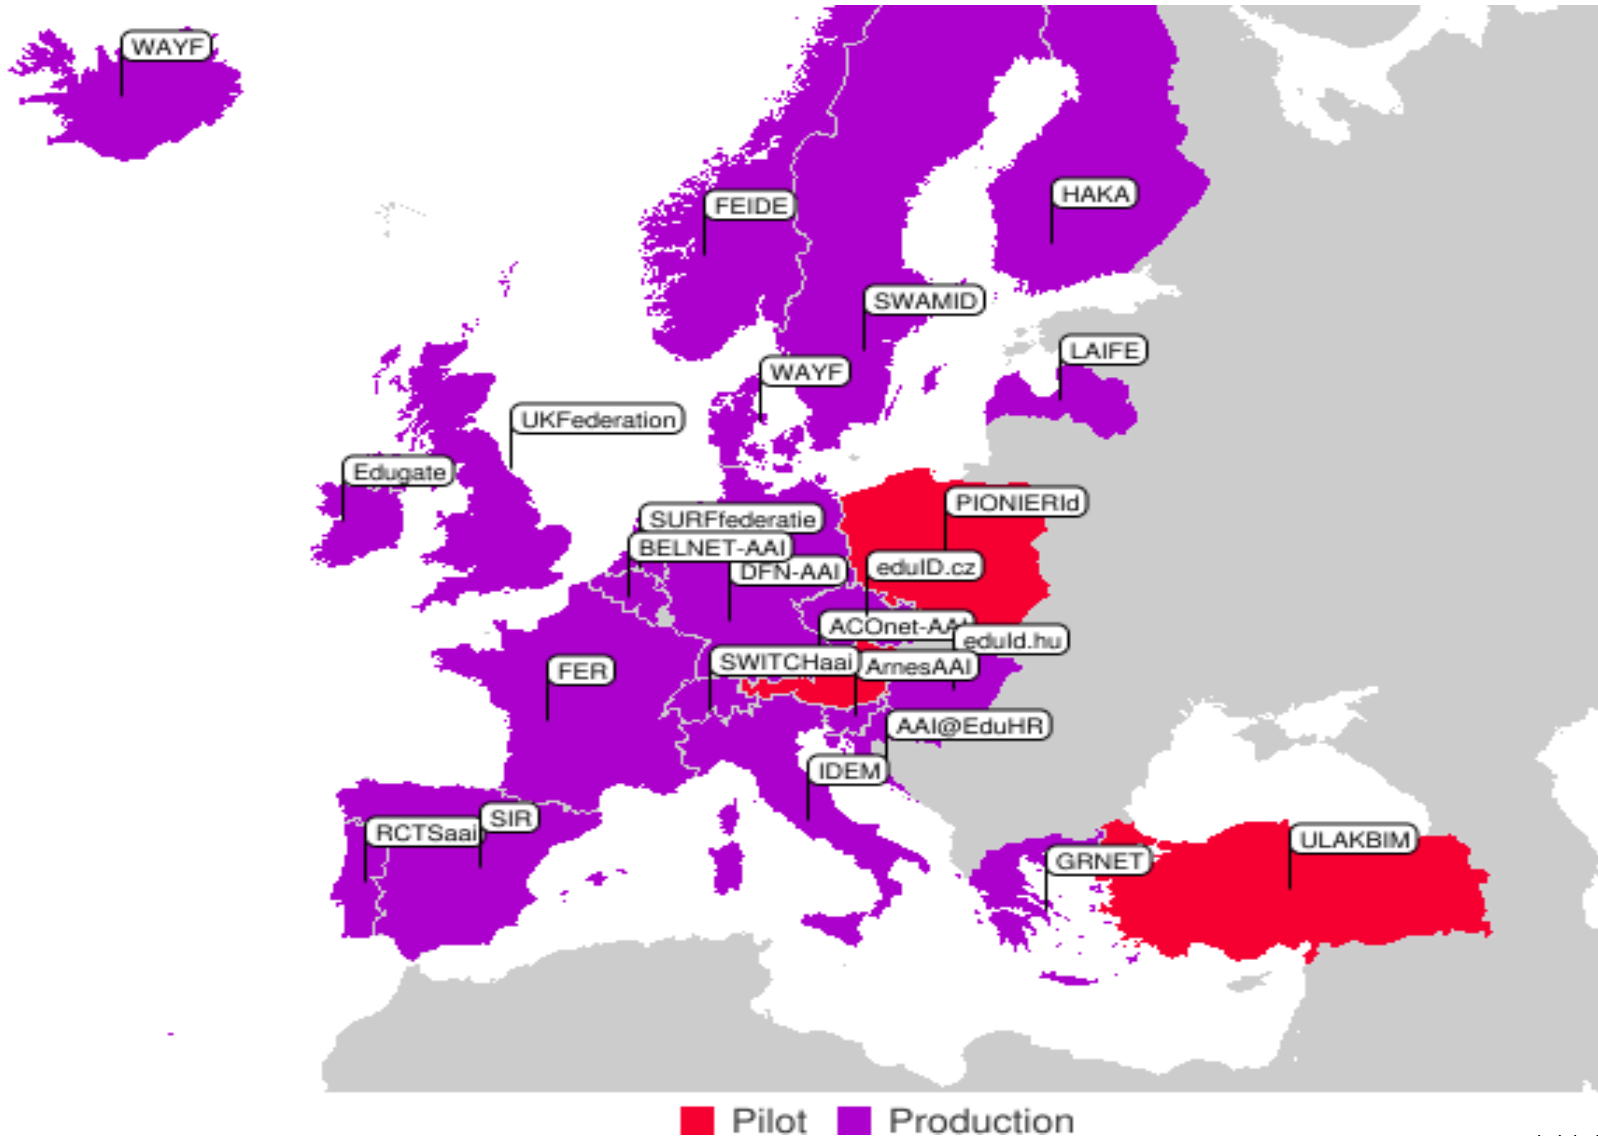 WAYF
HAKA
FEIDE
SWAMID
LAIFE
WAYF
UKFederation
Edugate
PIONIERId
SURFfederatie
BELNET-AAI
DFN-AAI
eduID.cz
ACOnet-AAI
eduId.hu
SWITCHaai
ArnesAAI
FER
AAI@EduHR
IDEM
SIR
RCTSaai
ULAKBIM
GRNET
Pilot
Production